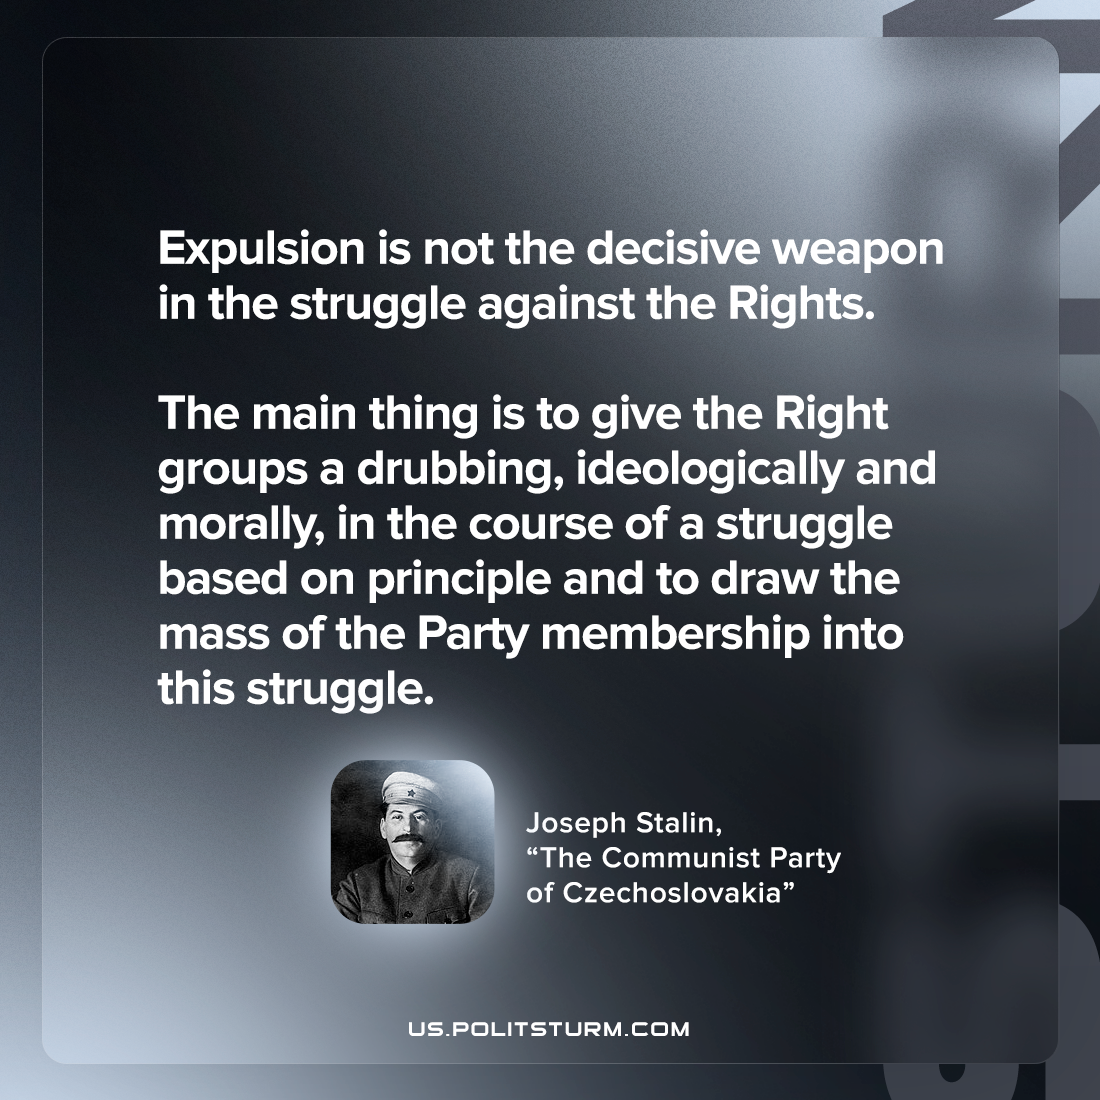 Expulsion is not the decisive weapon
in the struggle against the Rights.
The main thing is to give the Right
groups a drubbing, ideologically and
morally, in the course of a struggle
based on principle and to draw the
mass of the Party membership into
this struggle.
Joseph Stalin,
“The Communist Party
of Czechoslovakia”
US.POLITSTURM.COM